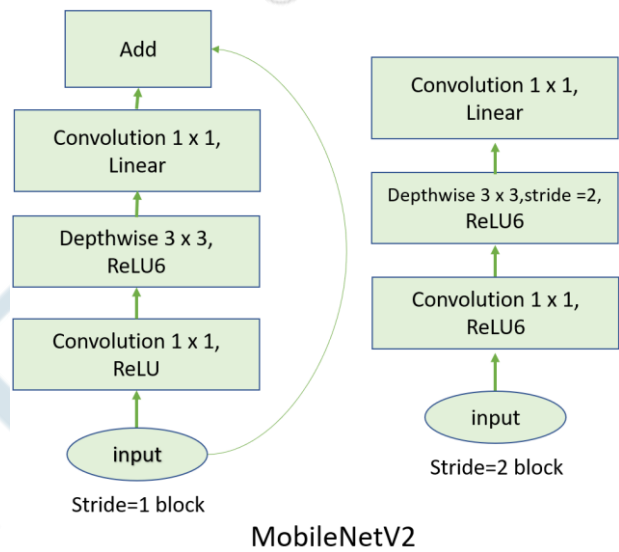 Add
Convolution 1 x 1,
Linear
Depthwise 3 x 3,
ReLU6
Convolution 1 x 1,
ReLU
input
Stride=1 block
Convolution 1 x 1,
Linear
Depthwise 3 x 3,stride =2,
ReLU6
Convolution 1 x 1,
ReLU6
input
Stride=2 block
MobileNetV2